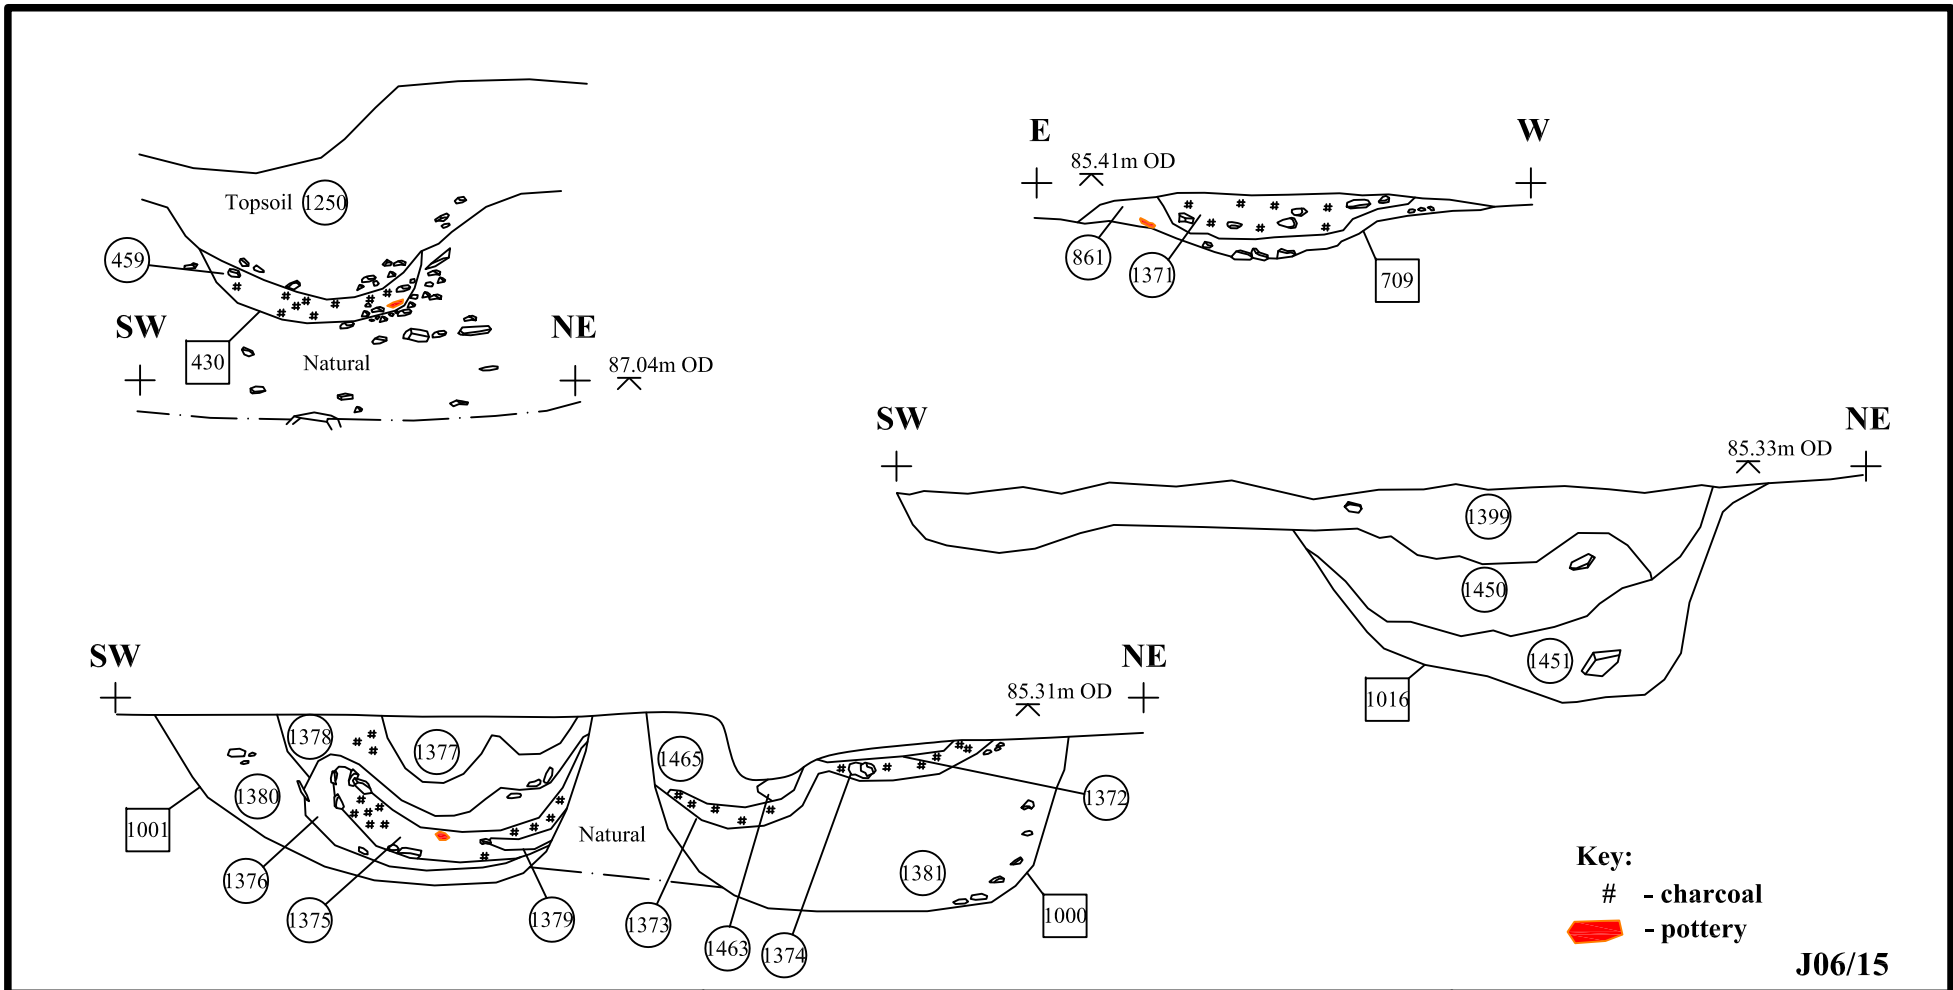 Topsoil 1250
459
SW
NE
430
Natural
87.04m OD
E
W
85.41m OD
861
1371
709
SW
NE
85.33m OD
1399
1450
1451
1016
SW
NE
85.31m OD
1378
1377
1465
1380
1001
1372
Natural
1376
1381
1375
1379
1373
1463
1374
1000
Key:
# - charcoal
- pottery
J06/15